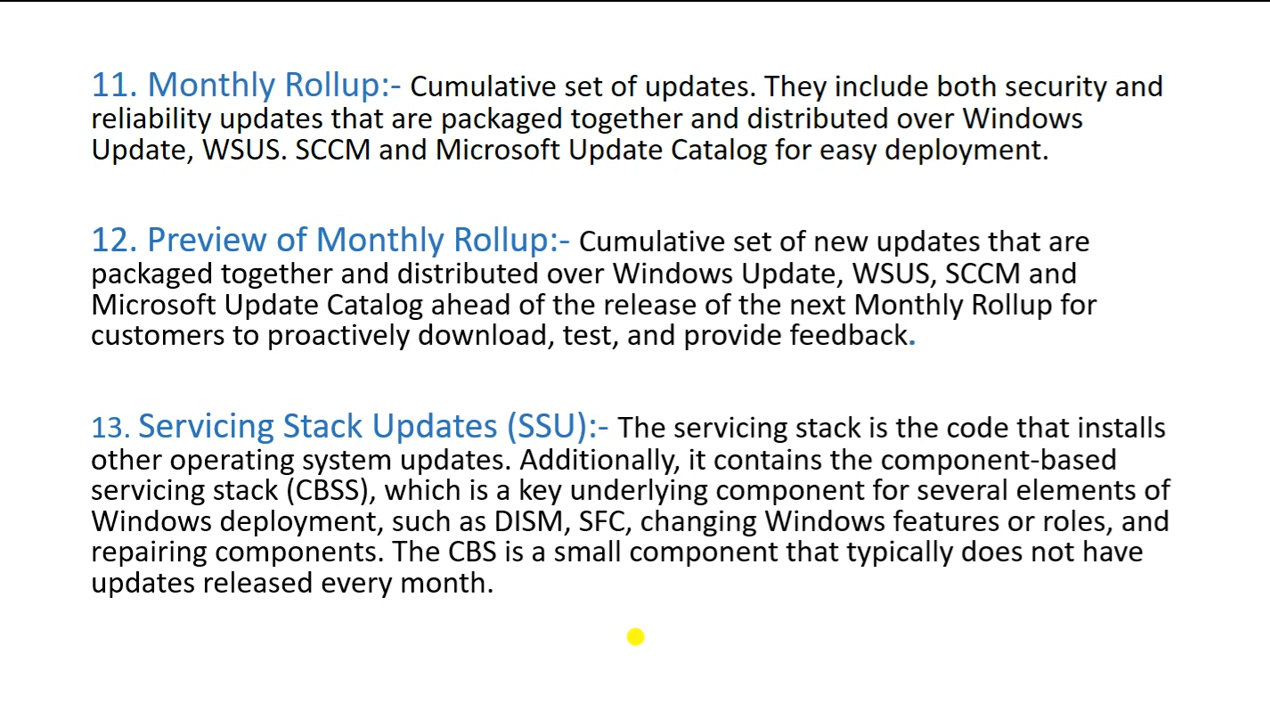 11. Monthly Rollup:- Cumulative set of updates. They include both security and
reliability updates that are packaged together and distributed over Windows
Update, WSUS. SCCM and Microsoft Update Catalog for easy deployment.
12. Preview of Monthly Rollup:- Cumulative set of new updates that are
packaged together and distributed over Windows Update, WSUS, SCCM and
Microsoft Update Catalog ahead of the release of the next Monthly Rollup for
customers to proactively download, test, and provide feedback.
13. Servicing Stack Updates (SSU):- The servicing stack is the code that installs
other operating system updates. Additionally, it contains the component-based
servicing stack (CBSS), which is a key underlying component for several elements of
Windows deployment, such as DISM, SFC, changing Windows features or roles, and
repairing components. The CBS is a small component that typically does not have
updates released every month.